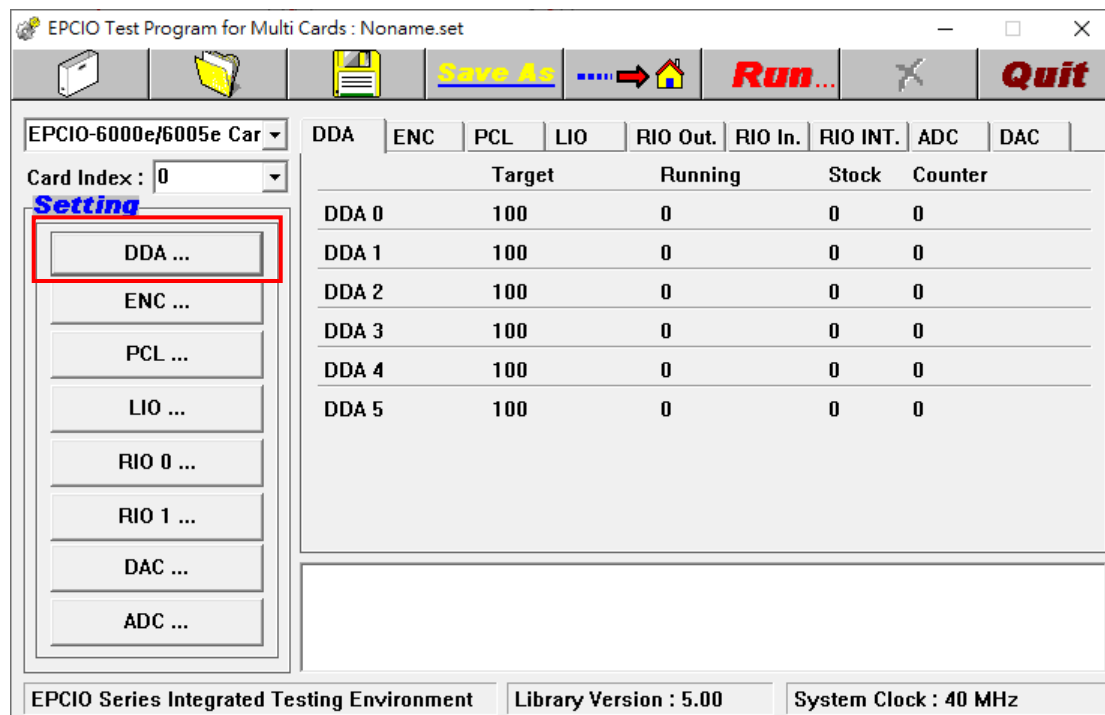 EPCIO Test Program for Multi Cards : Noname.set
Save As Run... Quit
EPCIO-6000e/6005e Car
Card Index : 0
Setting
DDA ...
ENC ...
PCL ...
LIO ...
RIO 0 ...
RIO 1 ...
DAC ...
ADC ...
DDA ENC PCL LIO RIO Out. RIO In. RIO INT. ADC DAC
Target Running Stock Counter
DDA 0 100 0 0 0
DDA 1 100 0 0 0
DDA 2 100 0 0 0
DDA 3 100 0 0 0
DDA 4 100 0 0 0
DDA 5 100 0 0 0
EPCIO Series Integrated Testing Environment Library Version : 5.00 System Clock : 40 MHz